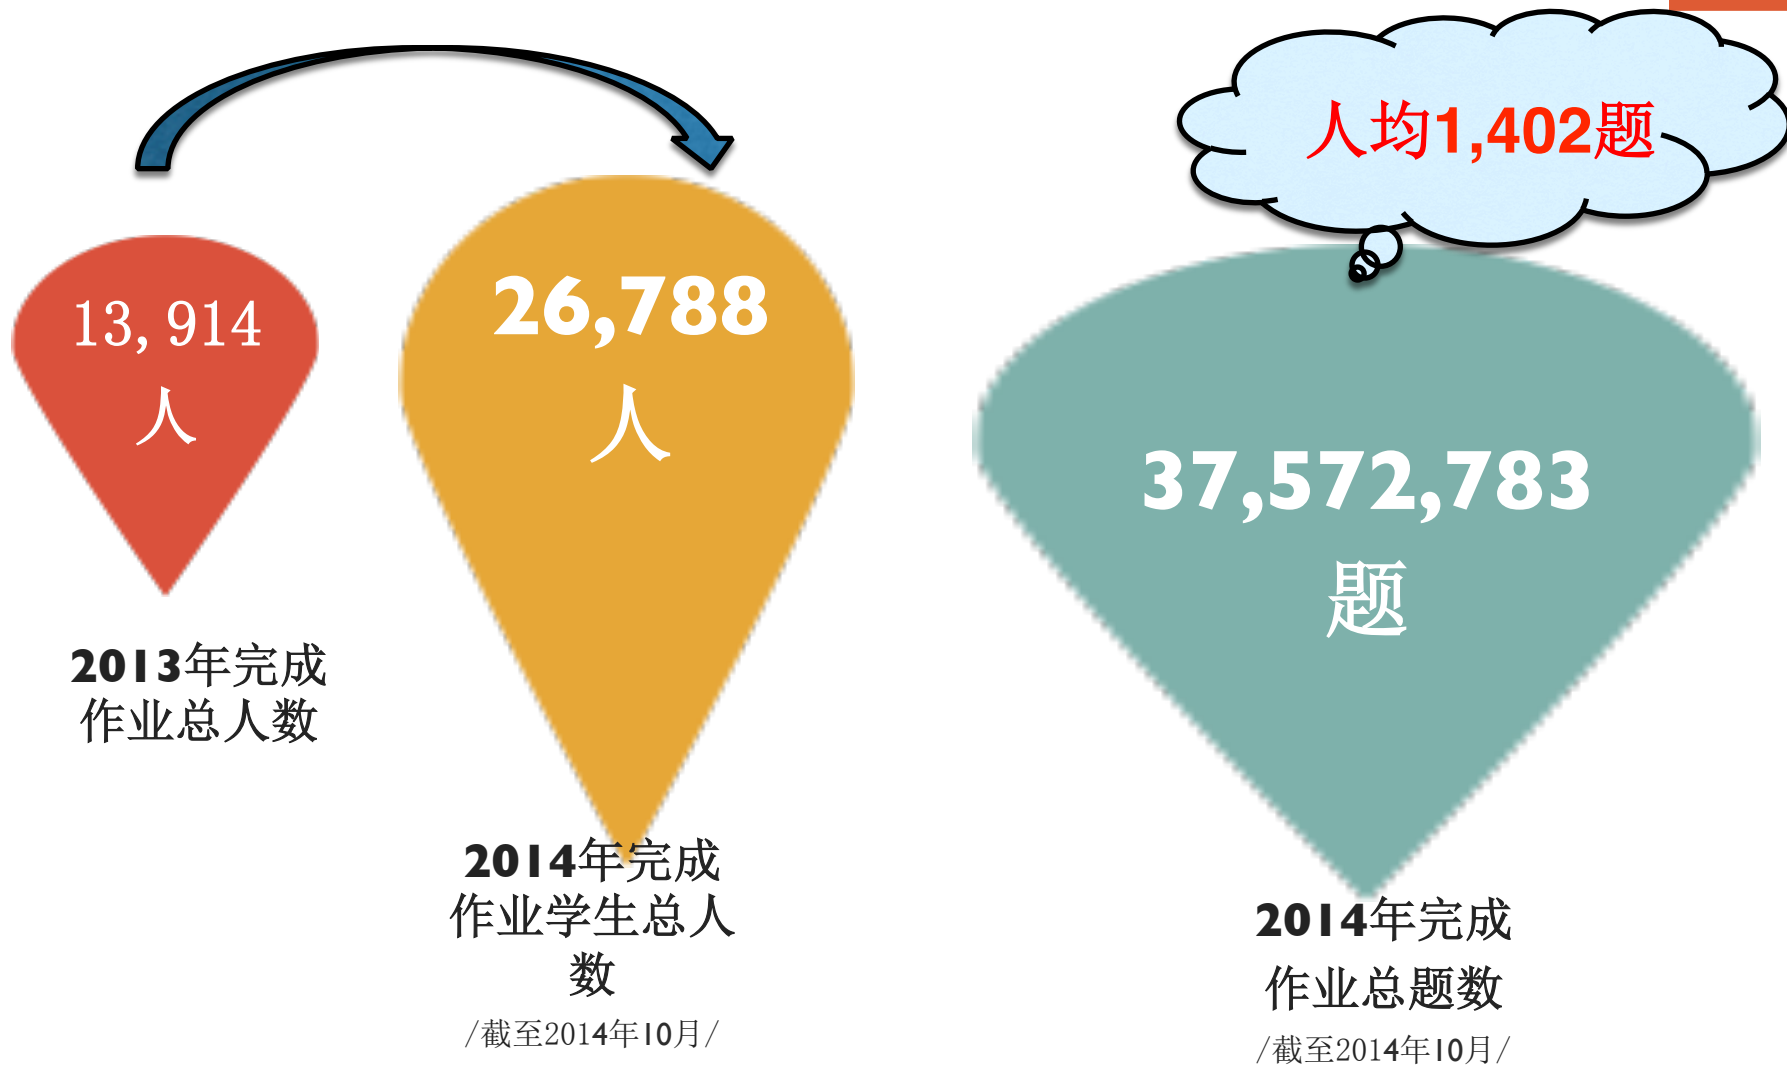 13,914
人
2013年完成
作业总人数
26,788
人
2014年完成
作业学生总人
数
/截至2014年10月/
人均1,402题
37,572,783
题
2014年完成
作业总题数
/截至2014年10月/